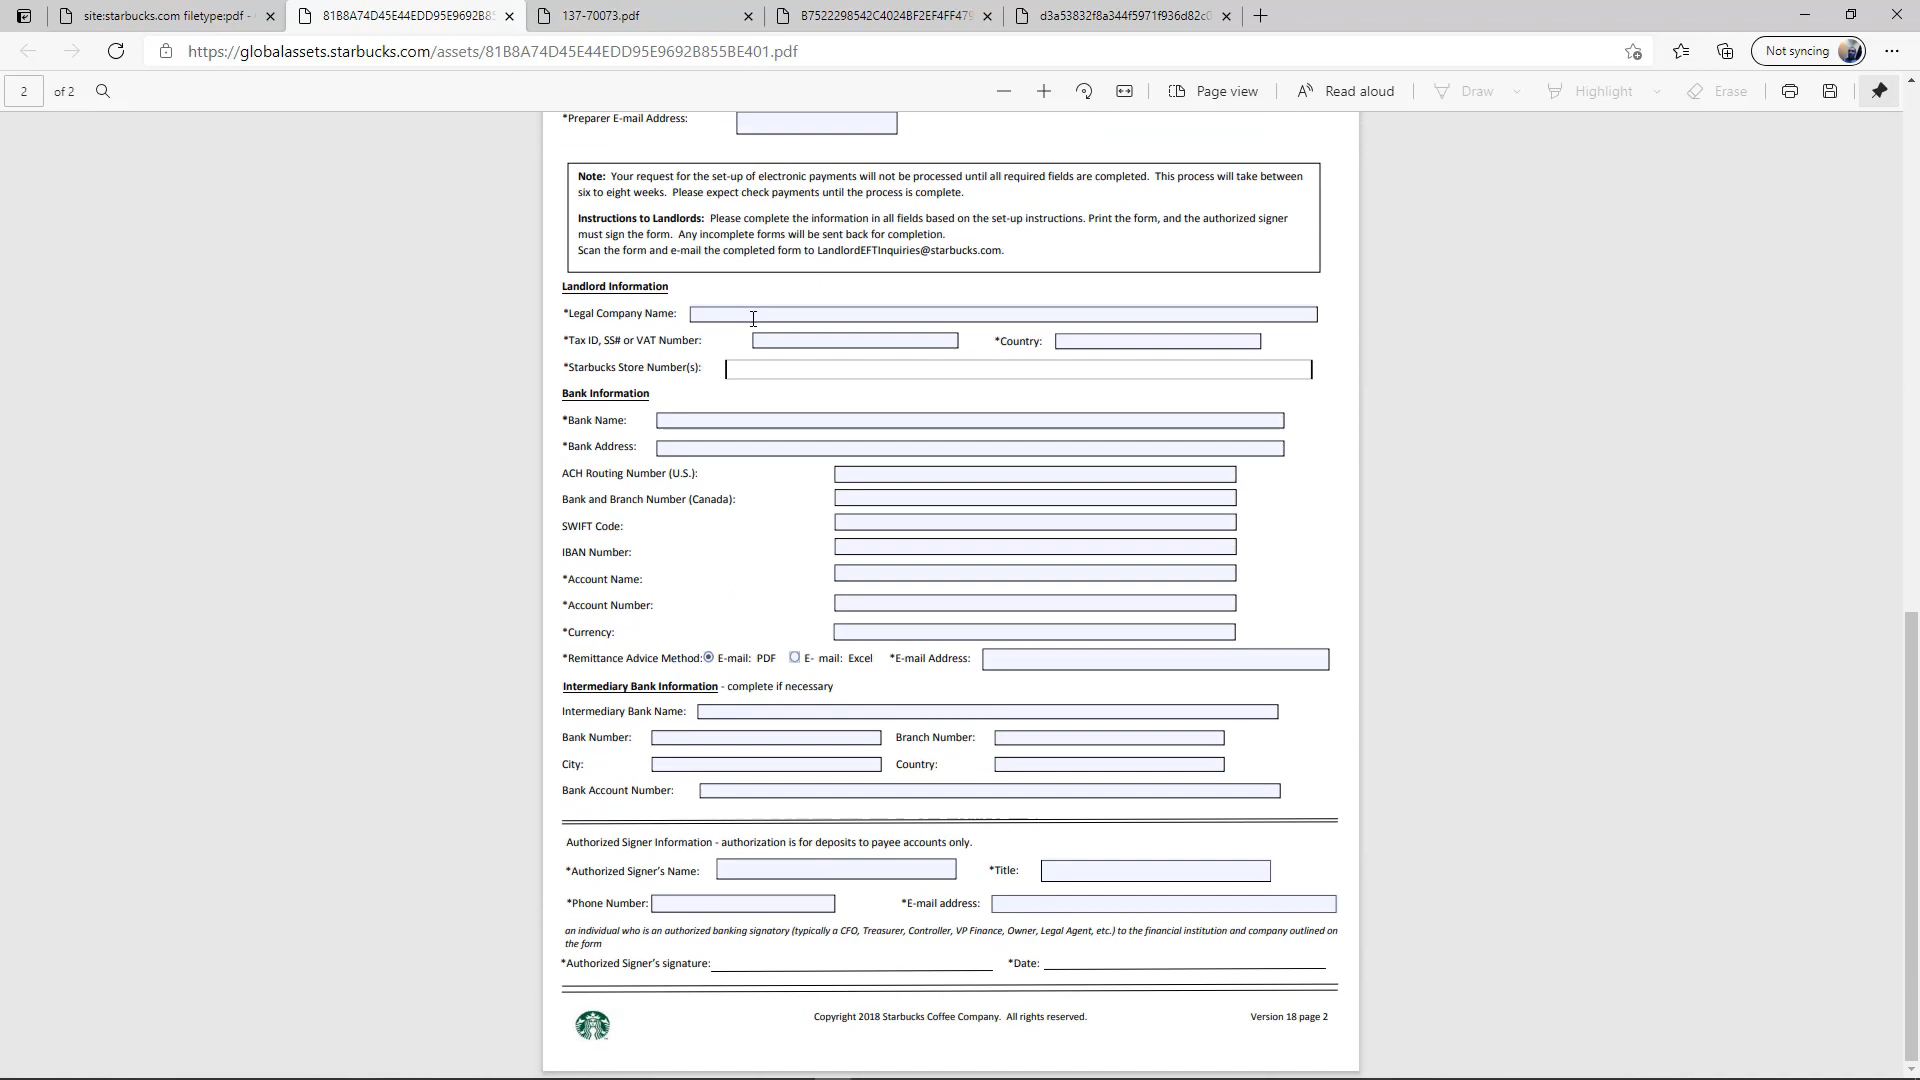 site:starbucks.com filetype:pdf -
81B8A74D45E44EDD95E9692B85
137-70073.pdf
B7522298542C4024BF2EF4FF479
d3a53832f8a344f5971f936d82c0
https://globalassets.starbucks.com/assets/81B8A74D45E44EDD95E9692B855BE401.pdf
Not syncing
2 of 2
Page view
Read aloud
Draw
Highlight
Erase
*Preparer E-mail Address:
Note: Your request for the set-up of electronic payments will not be processed until all required fields are completed. This process will take between
six to eight weeks. Please expect check payments until the process is complete.
Instructions to Landlords: Please complete the information in all fields based on the set-up instructions. Print the form, and the authorized signer
must sign the form. Any incomplete forms will be sent back for completion.
Scan the form and e-mail the completed form to LandlordEFTInquiries@starbucks.com.
Landlord Information
*Legal Company Name:
*Tax ID, SS# or VAT Number: *Country:
*Starbucks Store Number(s):
Bank Information
*Bank Name:
*Bank Address:
ACH Routing Number (U.S.):
Bank and Branch Number (Canada):
SWIFT Code:
IBAN Number:
*Account Name:
*Account Number:
*Currency:
*Remittance Advice Method: E-mail: PDF E- mail: Excel *E-mail Address:
Intermediary Bank Information - complete if necessary
Intermediary Bank Name:
Bank Number: Branch Number:
City: Country:
Bank Account Number:
Authorized Signer Information - authorization is for deposits to payee accounts only.
*Authorized Signer's Name: *Title:
*Phone Number: *E-mail address:
an individual who is an authorized banking signatory (typically a CFO, Treasurer, Controller, VP Finance, Owner, Legal Agent, etc.) to the financial institution and company outlined on
the form
*Authorized Signer's signature: *Date:
Copyright 2018 Starbucks Coffee Company. All rights reserved.
Version 18 page 2